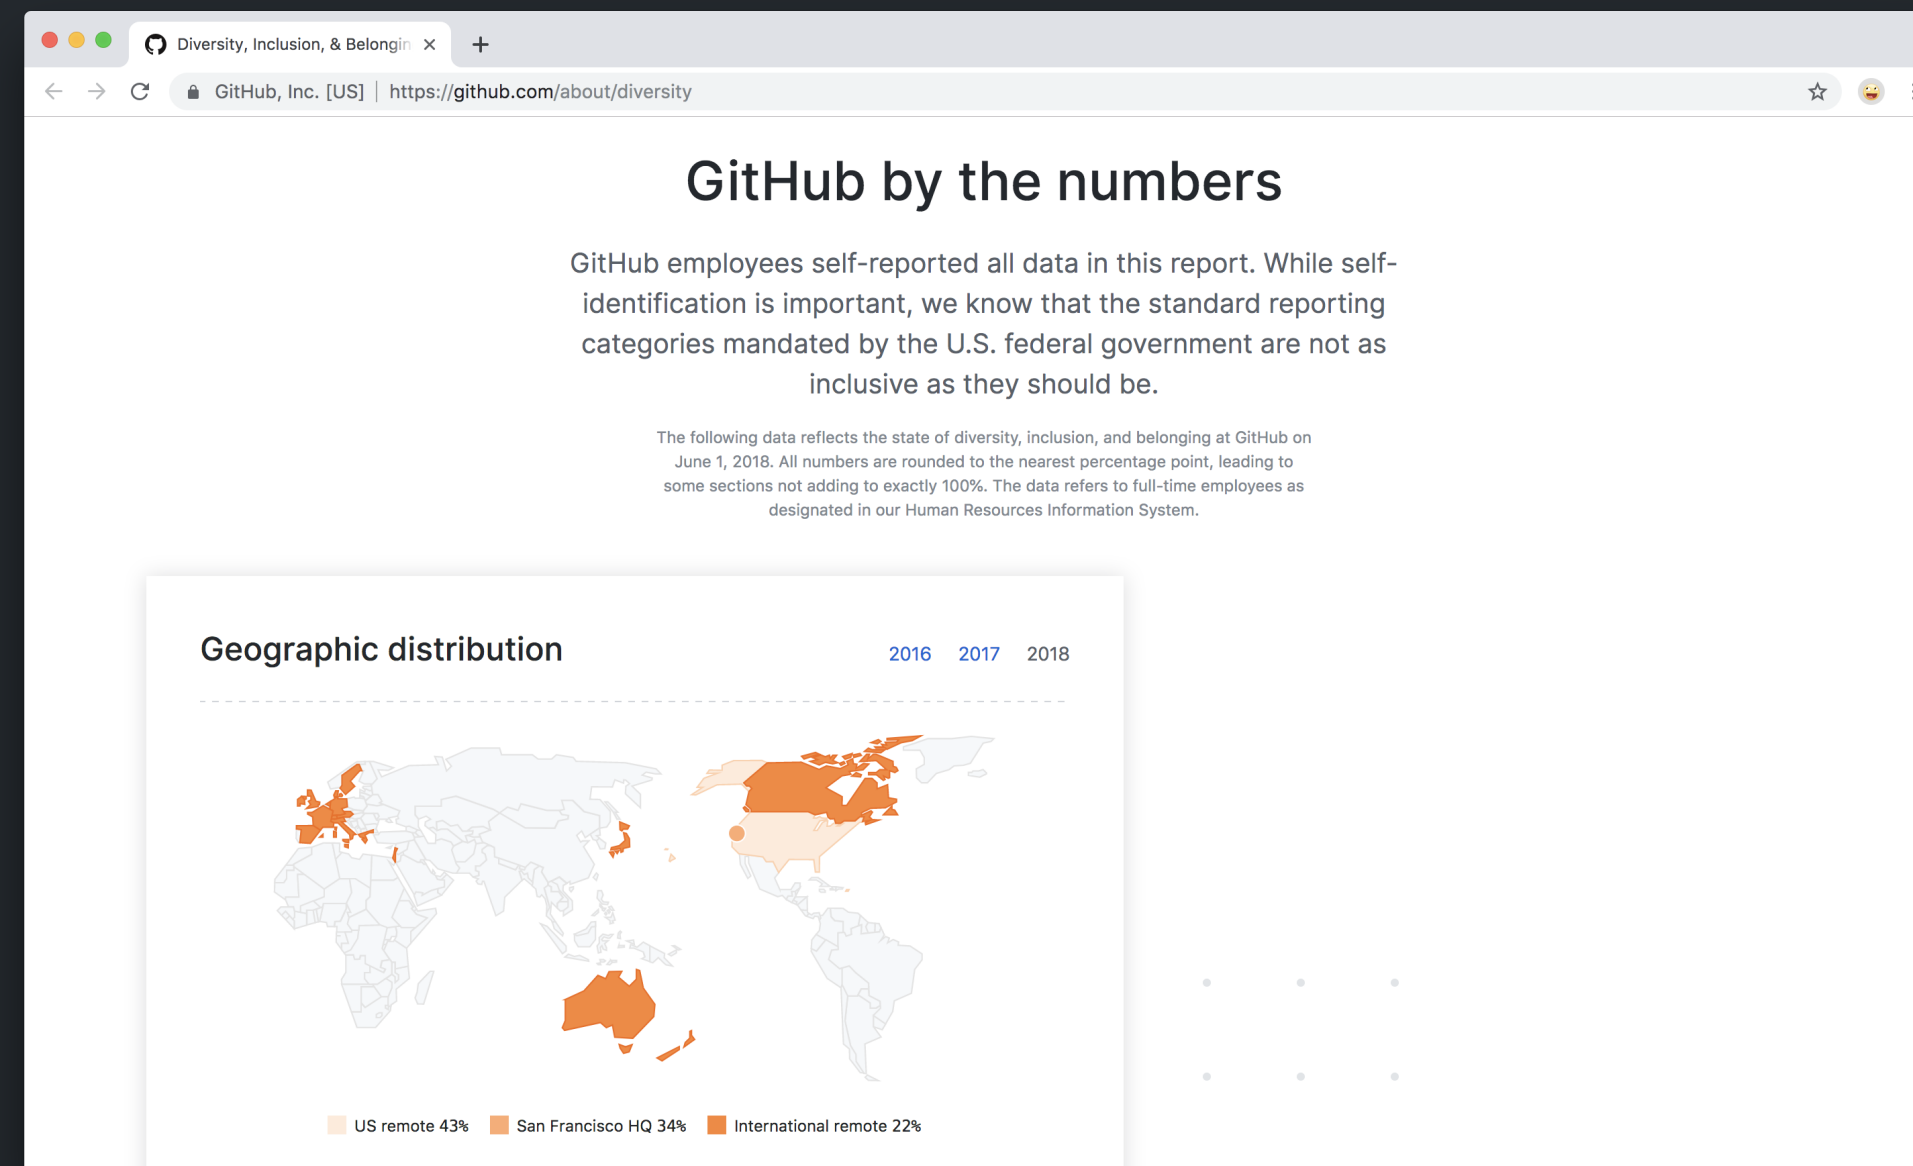 Diversity, Inclusion, & Belongin
GitHub, Inc. [US] | https://github.com/about/diversity
GitHub by the numbers
GitHub employees self-reported all data in this report. While self-
identification is important, we know that the standard reporting
categories mandated by the U.S. federal government are not as
inclusive as they should be.
The following data reflects the state of diversity, inclusion, and belonging at GitHub on
June 1, 2018. All numbers are rounded to the nearest percentage point, leading to
some sections not adding to exactly 100%. The data refers to full-time employees as
designated in our Human Resources Information System.
Geographic distribution
2016 2017 2018
US remote 43% San Francisco HQ 34% International remote 22%